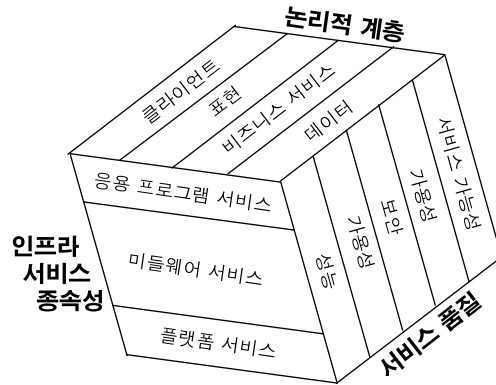 논리적 계층
클라이언트
표현
비즈니스 서비스
데이터
응용 프로그램 서비스
미들웨어 서비스
플랫폼 서비스
인프라
서비스
종속성
성능
가용성
보안
가용성
서비스 가능성
서비스 품질